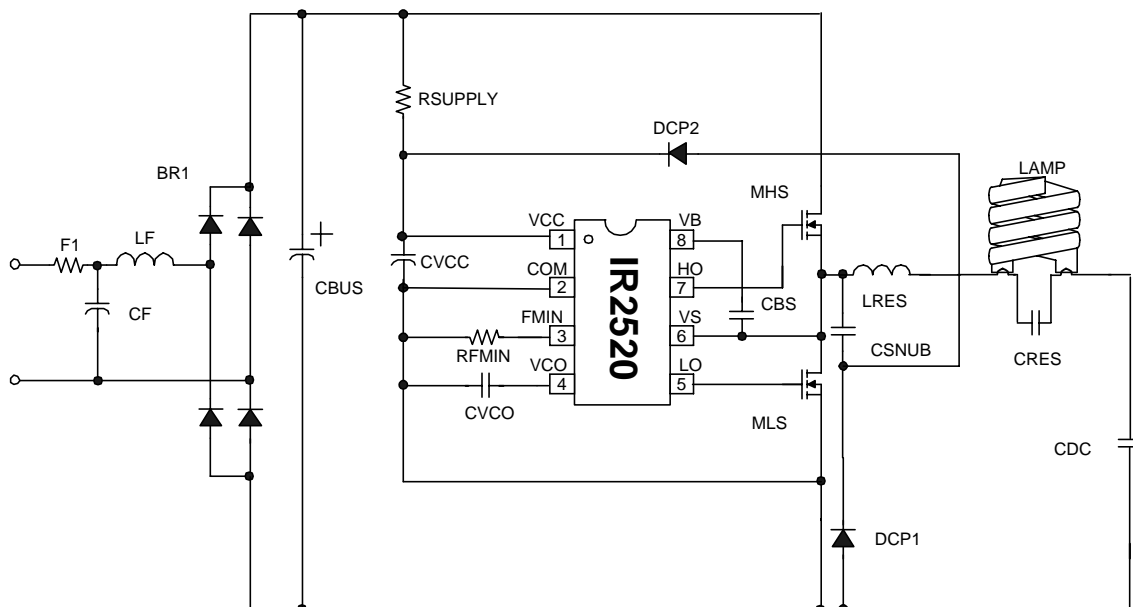 RSUPPLY
DCP2
BR1
LAMP
MHS
VCC
VB
F1
LF
1
8
CVCC
COM
HO
CBUS
2
7
CBS
LRES
CF
FMIN
VS
IR2520
3
6
RFMIN
CSNUB
VCO
LO
CRES
4
5
CVCO
MLS
CDC
DCP1